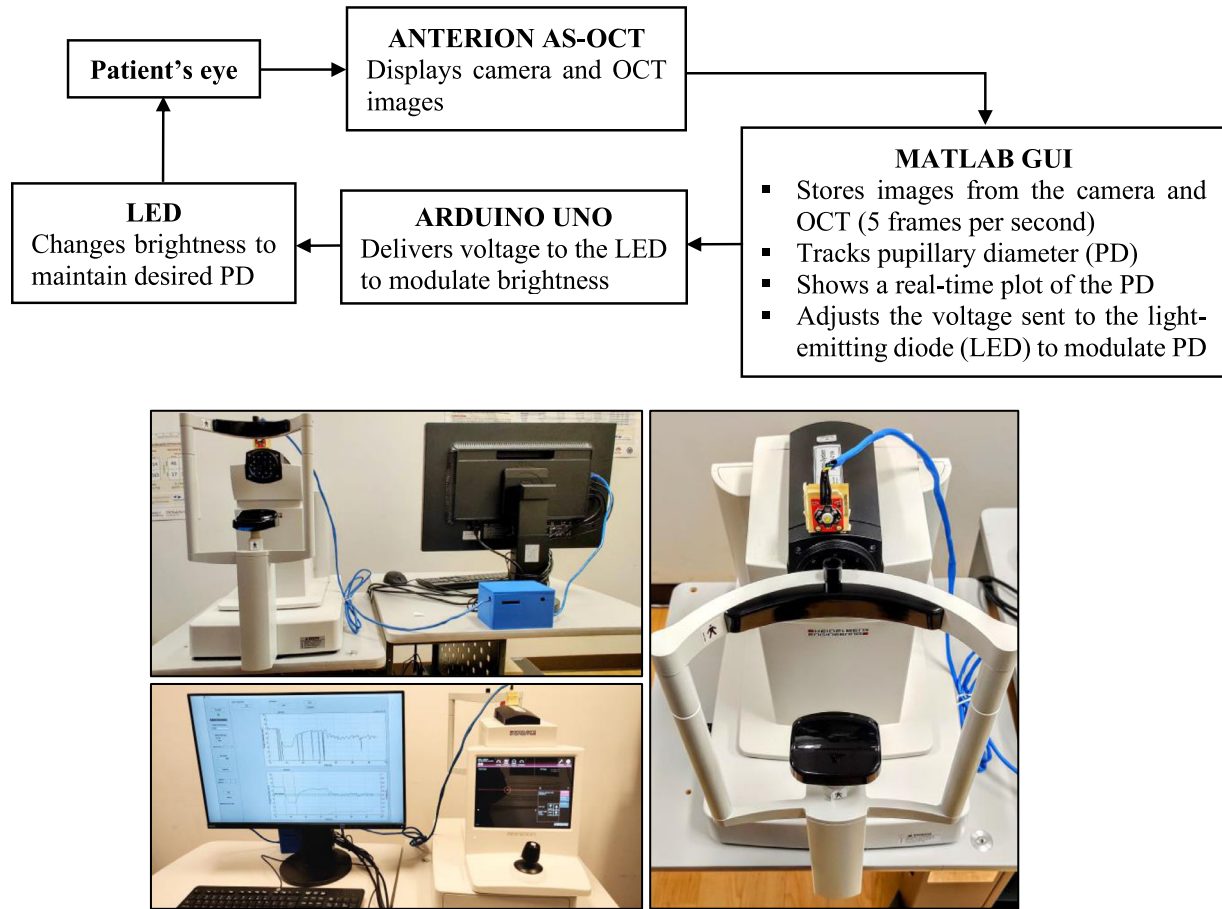 ANTERION AS-OCT
Displays camera and OCT
images
Patient's eye
MATLAB GUI
▪ Stores images from the camera and
OCT (5 frames per second)
▪ Tracks pupillary diameter (PD)
▪ Shows a real-time plot of the PD
▪ Adjusts the voltage sent to the light-
emitting diode (LED) to modulate PD
ARDUINO UNO
Delivers voltage to the LED
to modulate brightness
LED
Changes brightness to
maintain desired PD
HEIDELBERG
ENGINEERING